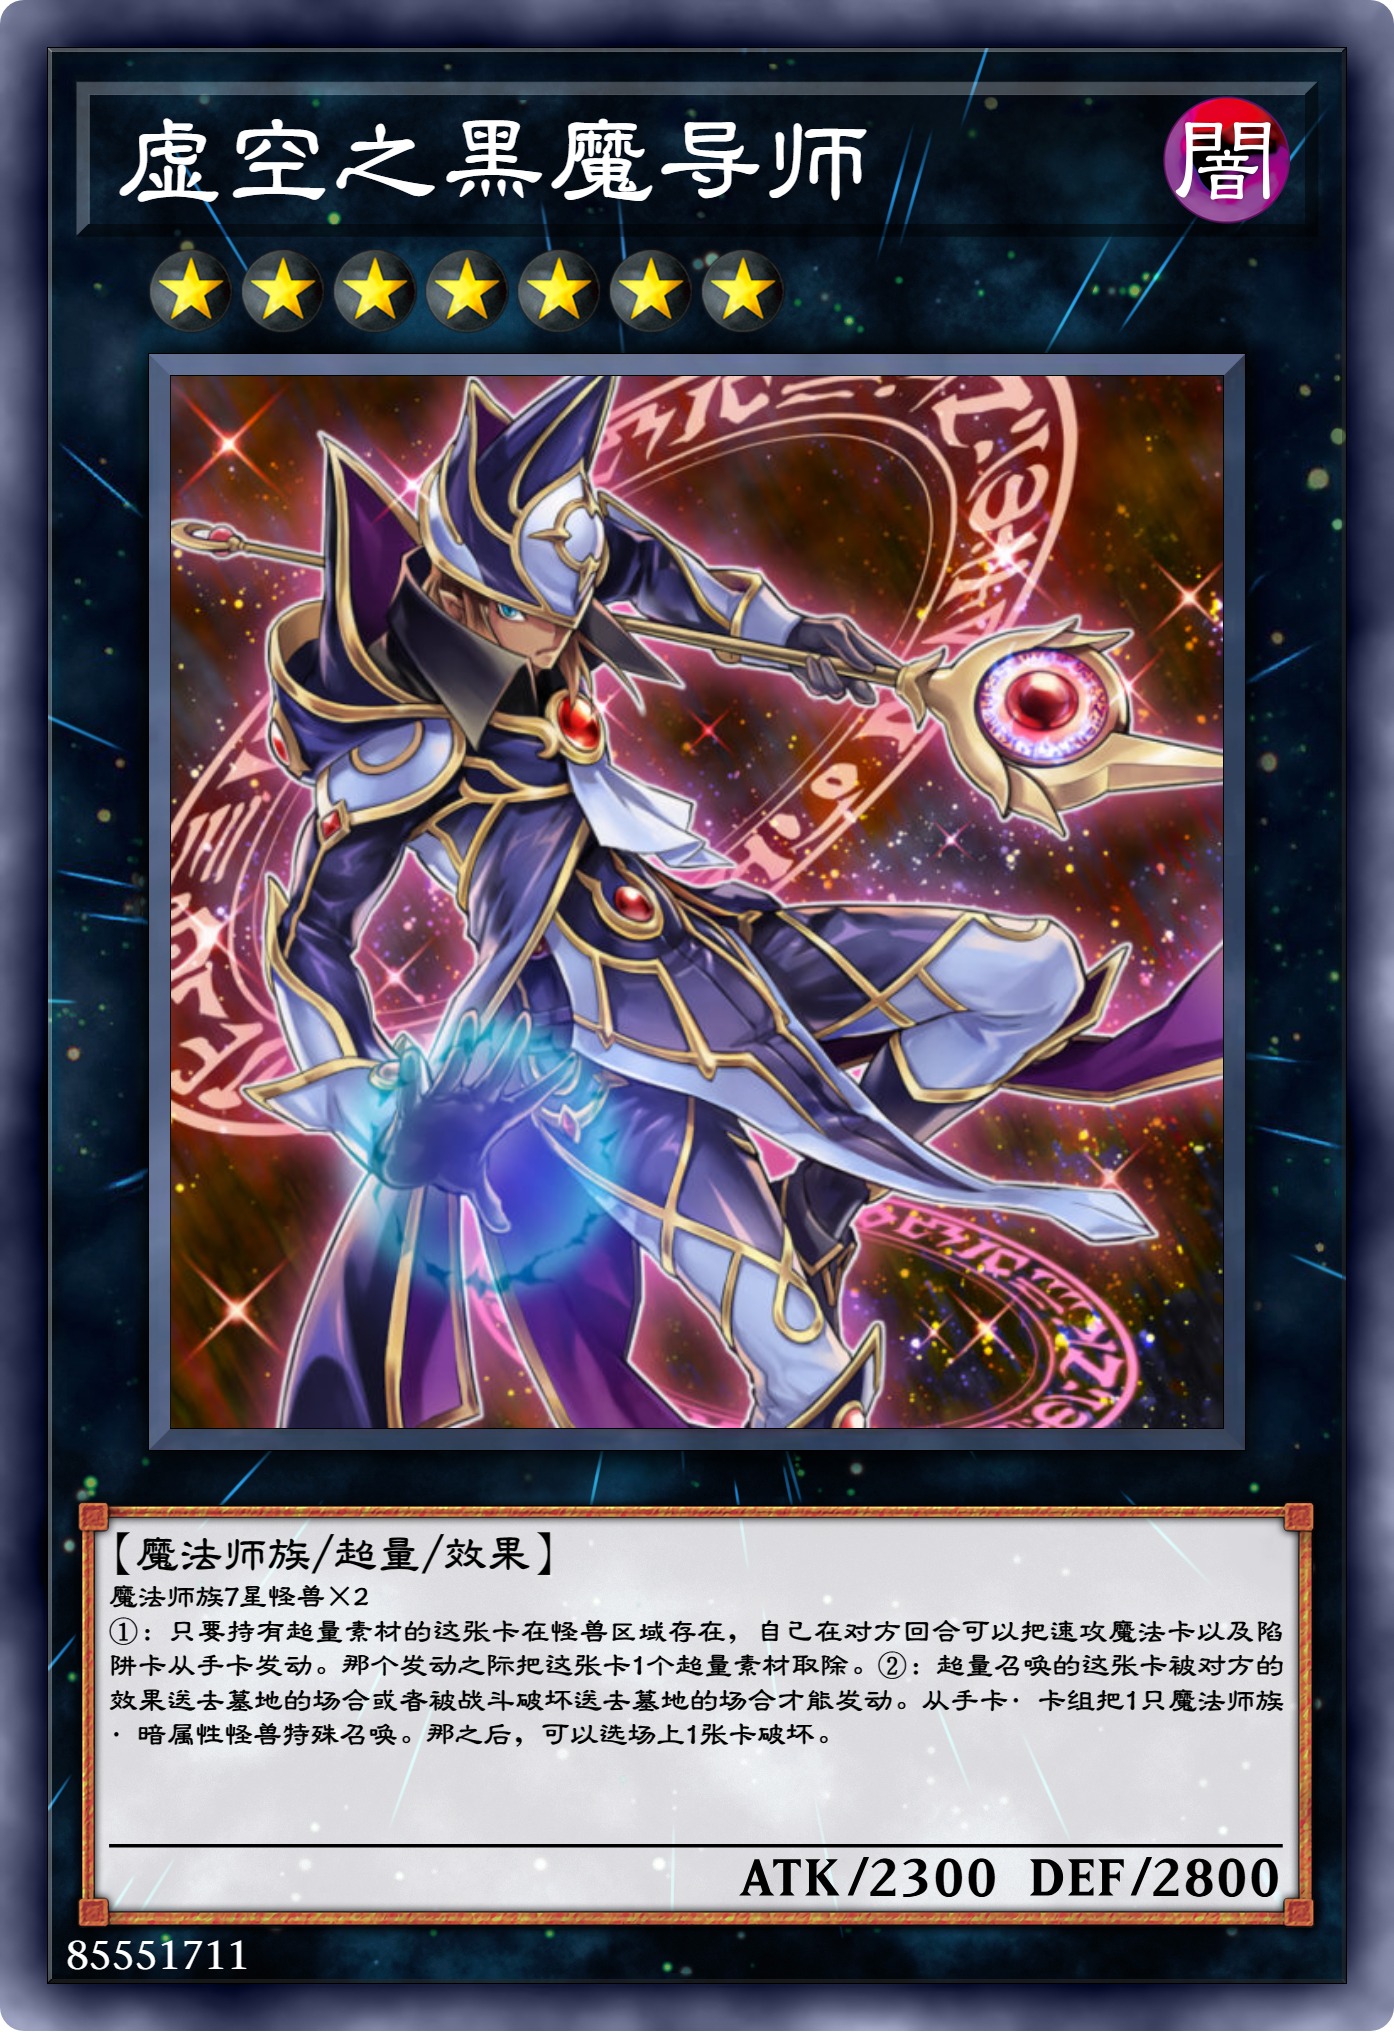 虚空之黑魔导师
闇
【魔法师族/超量/效果】
魔法师族7星怪兽×2
①：只要持有超量素材的这张卡在怪兽区域存在，自己在对方回合可以把速攻魔法卡以及陷
阱卡从手卡发动。那个发动之际把这张卡1个超量素材取除。②：超量召唤的这张卡被对方的
效果送去墓地的场合或者被战斗破坏送去墓地的场合才能发动。从手卡·卡组把1只魔法师族
·暗属性怪兽特殊召唤。那之后，可以选场上1张卡破坏。
ATK/2300 DEF/2800
85551711